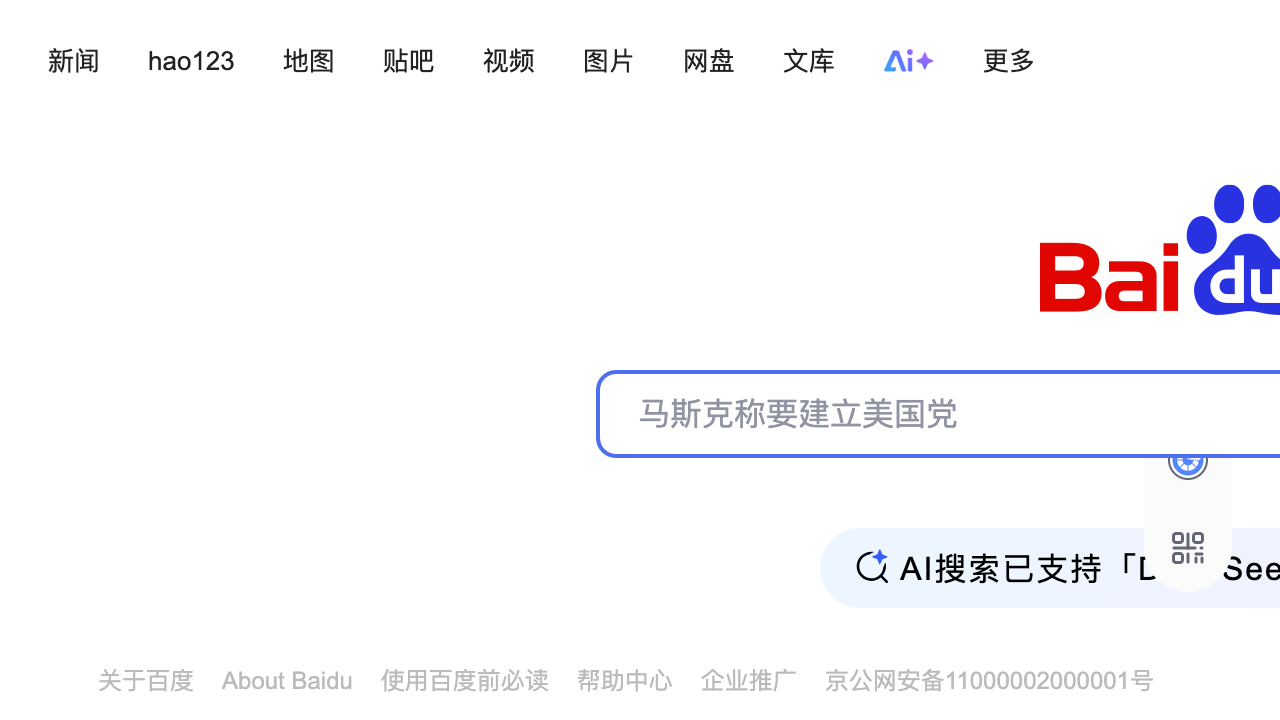 新闻 hao123 地图 贴吧 视频 图片 网盘 文库 Ai 更多
Bai du
马斯克称要建立美国党
AI搜索已支持「D See
关于百度 About Baidu 使用百度前必读 帮助中心 企业推广 京公网安备11000002000001号